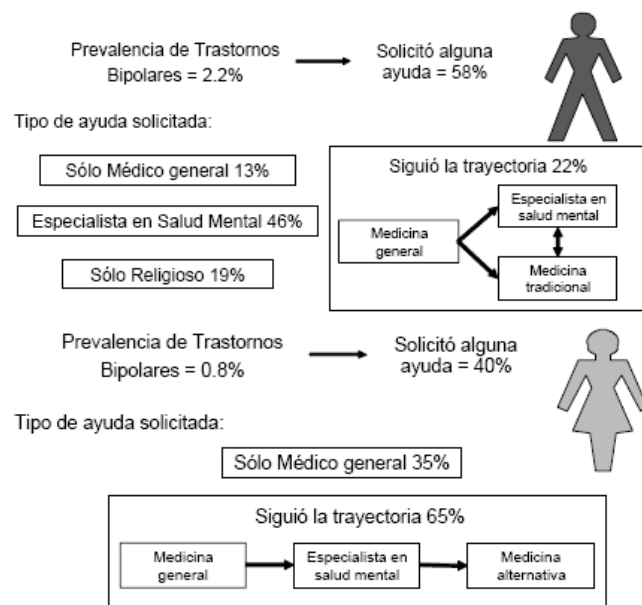 Prevalencia de Trastornos
Bipolares = 2.2%
Solicitó alguna
ayuda = 58%
Tipo de ayuda solicitada:
Sólo Médico general 13%
Especialista en Salud Mental 46%
Sólo Religioso 19%
Siguió la trayectoria 22%
Medicina
general
Especialista en
salud mental
Medicina
tradicional
Prevalencia de Trastornos
Bipolares = 0.8%
Solicitó alguna
ayuda = 40%
Tipo de ayuda solicitada:
Sólo Médico general 35%
Siguió la trayectoria 65%
Medicina
general
Especialista en
salud mental
Medicina
alternativa